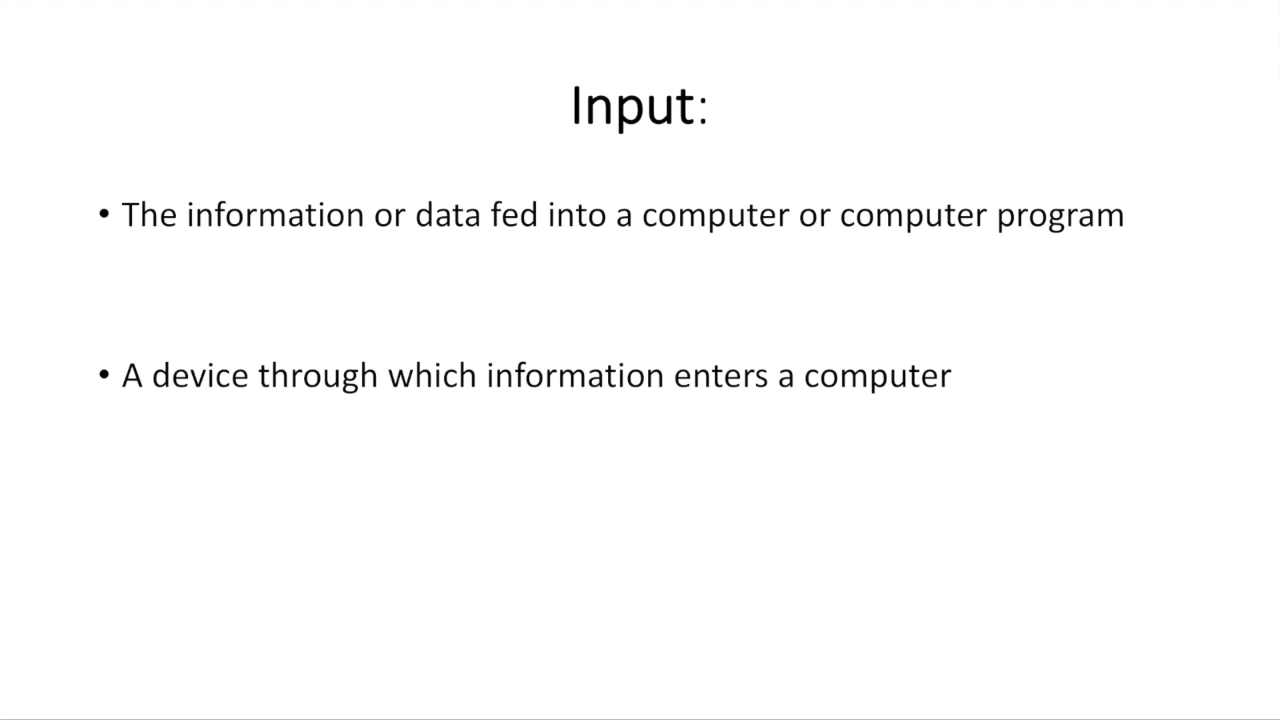 Input:
• The information or data fed into a computer or computer program
• A device through which information enters a computer